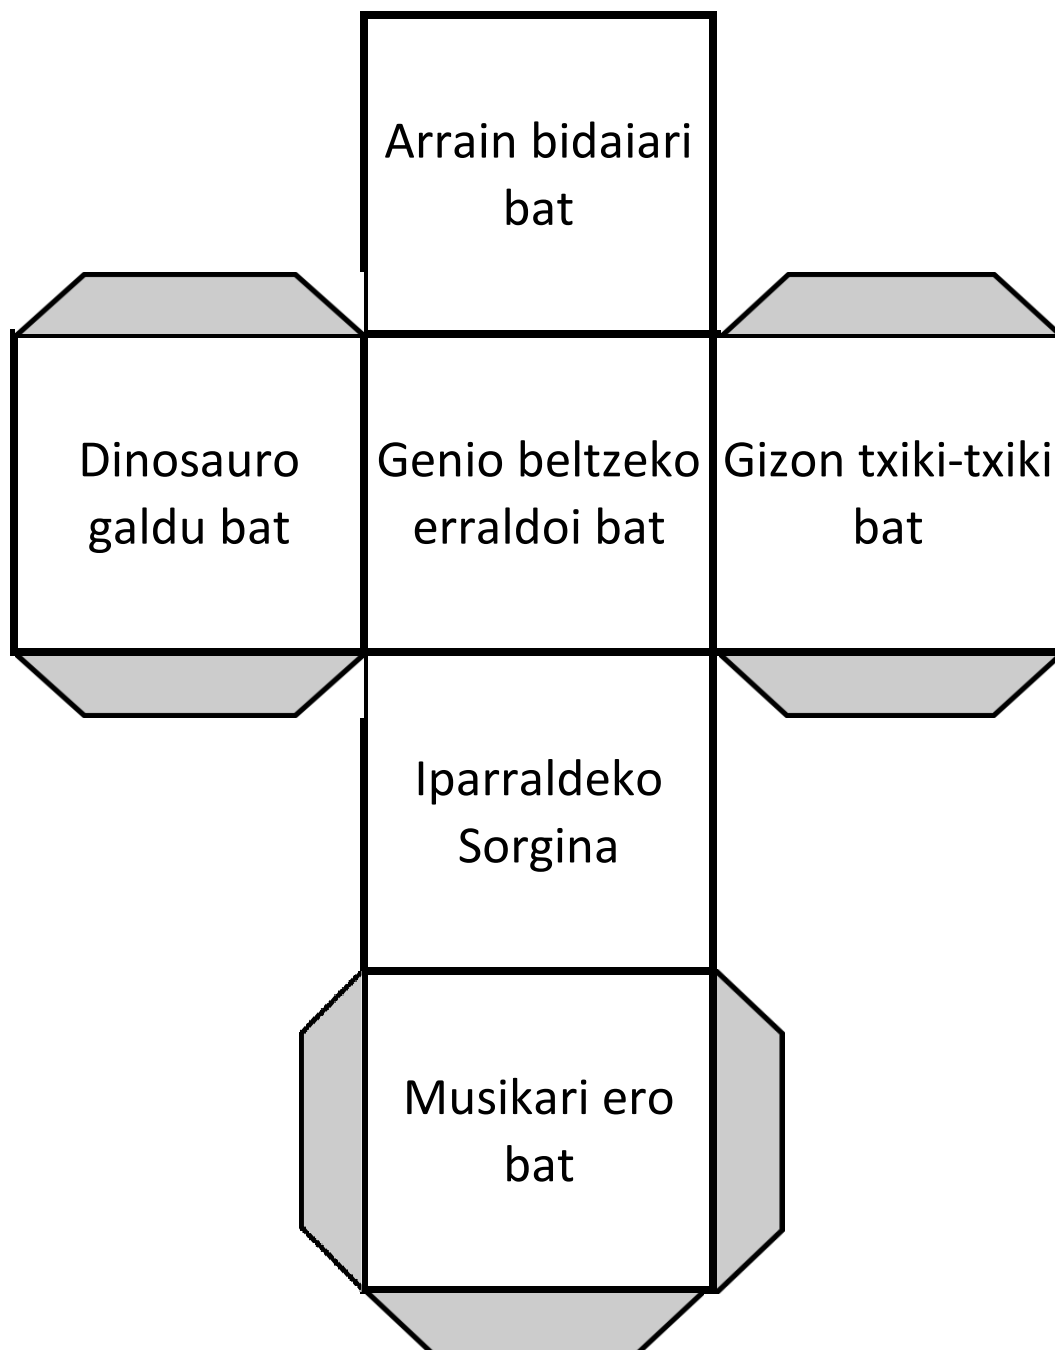 Arrain bidaiari
bat
Dinosauro
galdu bat
Genio beltzeko
erraldoi bat
Gizon txiki-txiki
bat
Iparraldeko
Sorgina
Musikari ero
bat